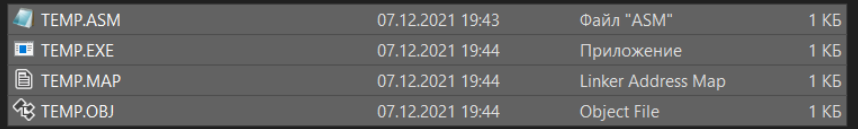 TEMP.ASM 07.12.2021 19:43 Файл "ASM" 1 КБ
TEMP.EXE 07.12.2021 19:44 Приложение 1 КБ
TEMP.MAP 07.12.2021 19:44 Linker Address Map 1 КБ
TEMP.OBJ 07.12.2021 19:44 Object File 1 КБ